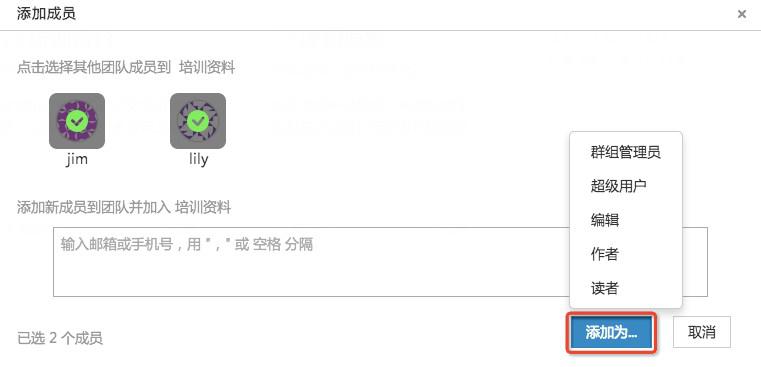 添加成员
点击选择其他团队成员到 培训资料
jim
lily
群组管理员
超级用户
编辑
作者
读者
添加新成员到团队并加入 培训资料
输入邮箱或手机号，用 "，" 或 空格 分隔
已选 2 个成员
添加为...
取消